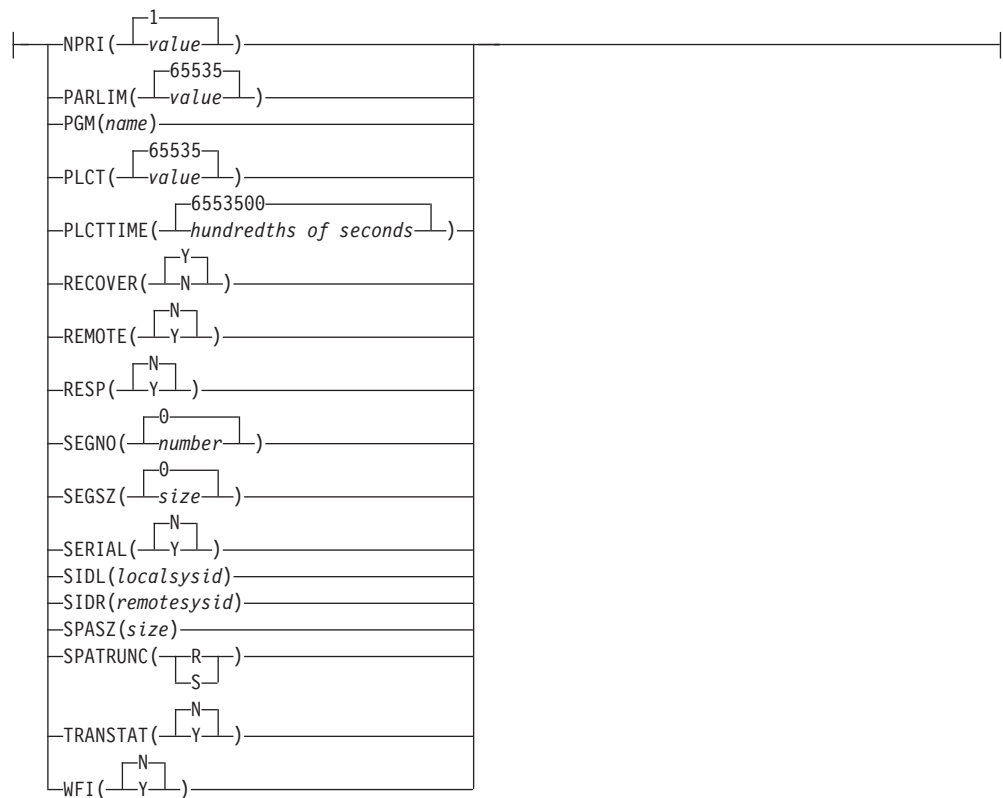 1
NPRI( value )
65535
PARLIM( value )
PGM(name)
65535
PLCT( value )
6553500
PLCTTIME( hundredths of seconds )
Y
RECOVER( N )
N
REMOTE( Y )
N
RESP( Y )
0
SEGNO( number )
0
SEGSZ( size )
N
SERIAL( Y )
SIDL(localsysid)
SIDR(remotesysid)
SPASZ(size)
SPATRUNC( R )
S
N
TRANSTAT( Y )
N
WFI( Y )